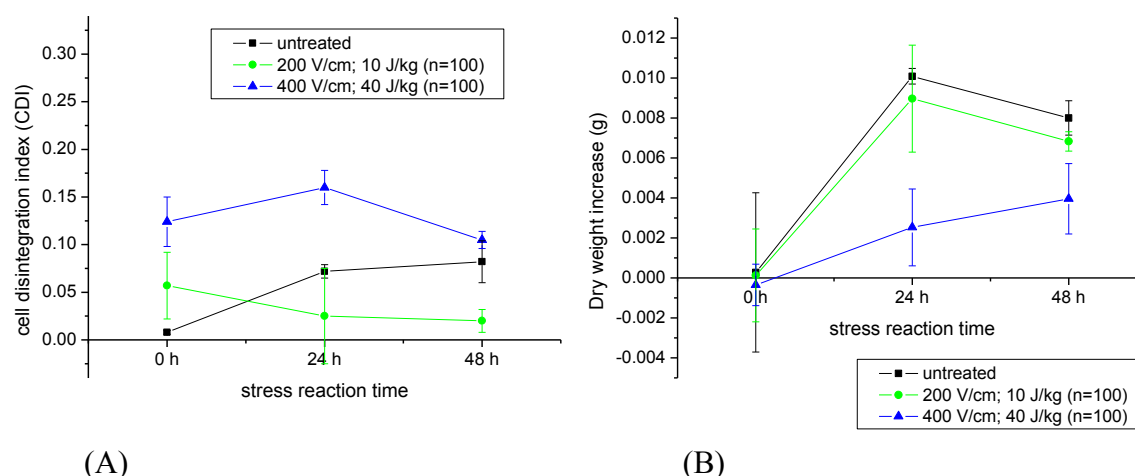 untreated
200 V/cm; 10 J/kg (n=100)
400 V/cm; 40 J/kg (n=100)
cell disintegration index (CDI)
0.30
0.25
0.20
0.15
0.10
0.05
0.00
0 h
24 h
48 h
stress reaction time
(A)
Dry weight increase (g)
0.012
0.010
0.008
0.006
0.004
0.002
0.000
-0.002
-0.004
0 h
24 h
48 h
stress reaction time
untreated
200 V/cm; 10 J/kg (n=100)
400 V/cm; 40 J/kg (n=100)
(B)